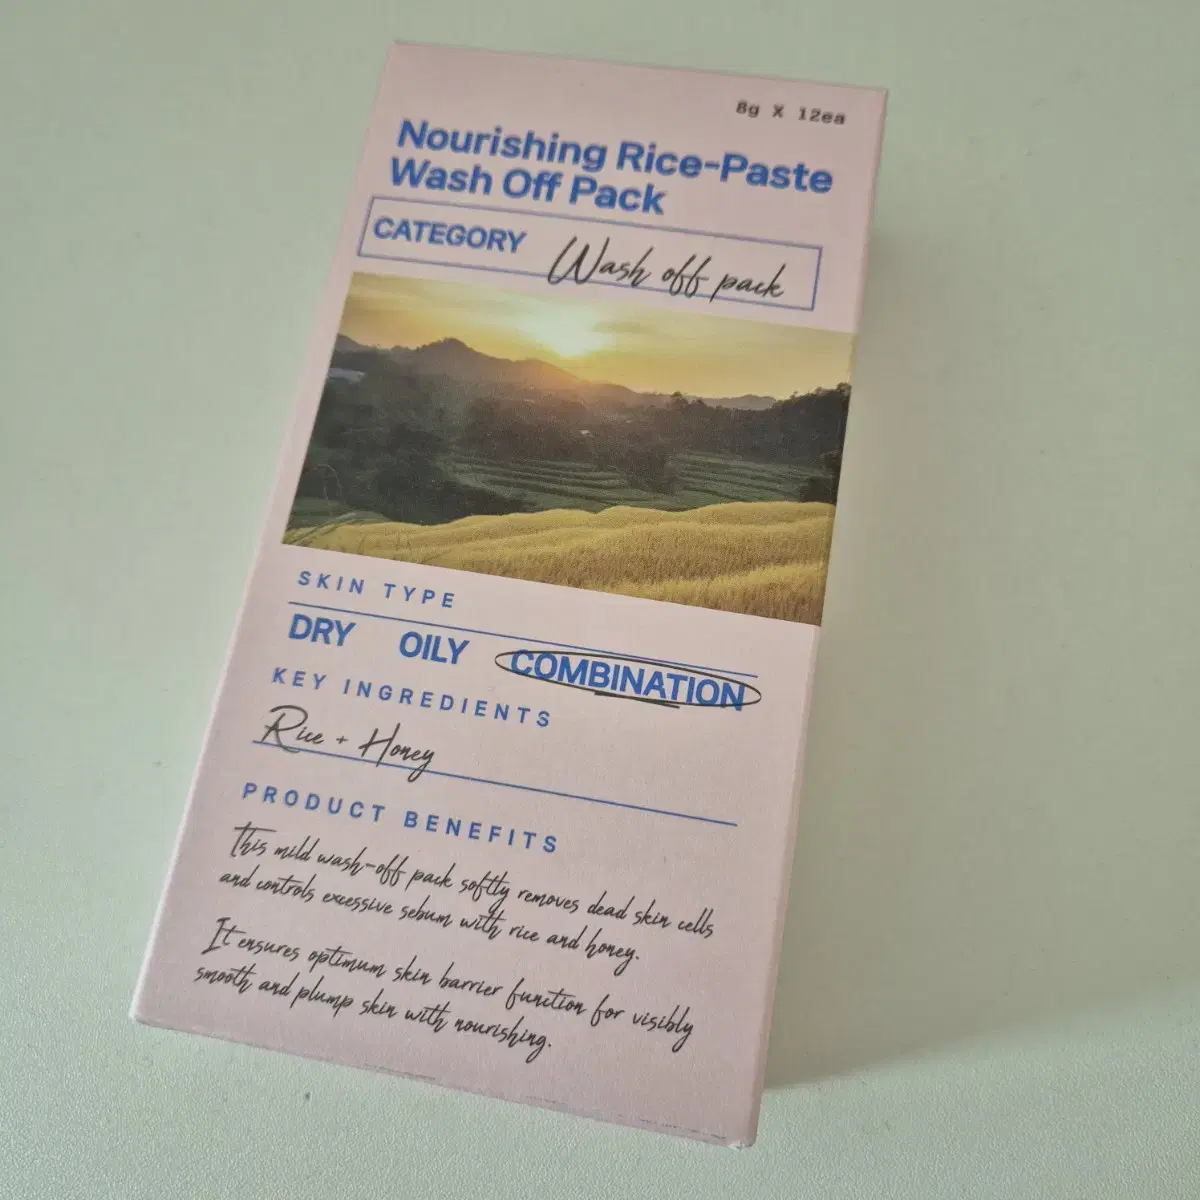 8g X 12ea
Nourishing Rice-Paste
Wash Off Pack
CATEGORY Wash off pack
SKIN TYPE
DRY OILY COMBINATION
KEY INGREDIENTS
Rice + Honey
PRODUCT BENEFITS
This mild wash-off pack softly removes dead skin cells
and controls excessive sebum with rice and honey.
It ensures optimum skin barrier function for visibly
smooth and plump skin with nourishing.